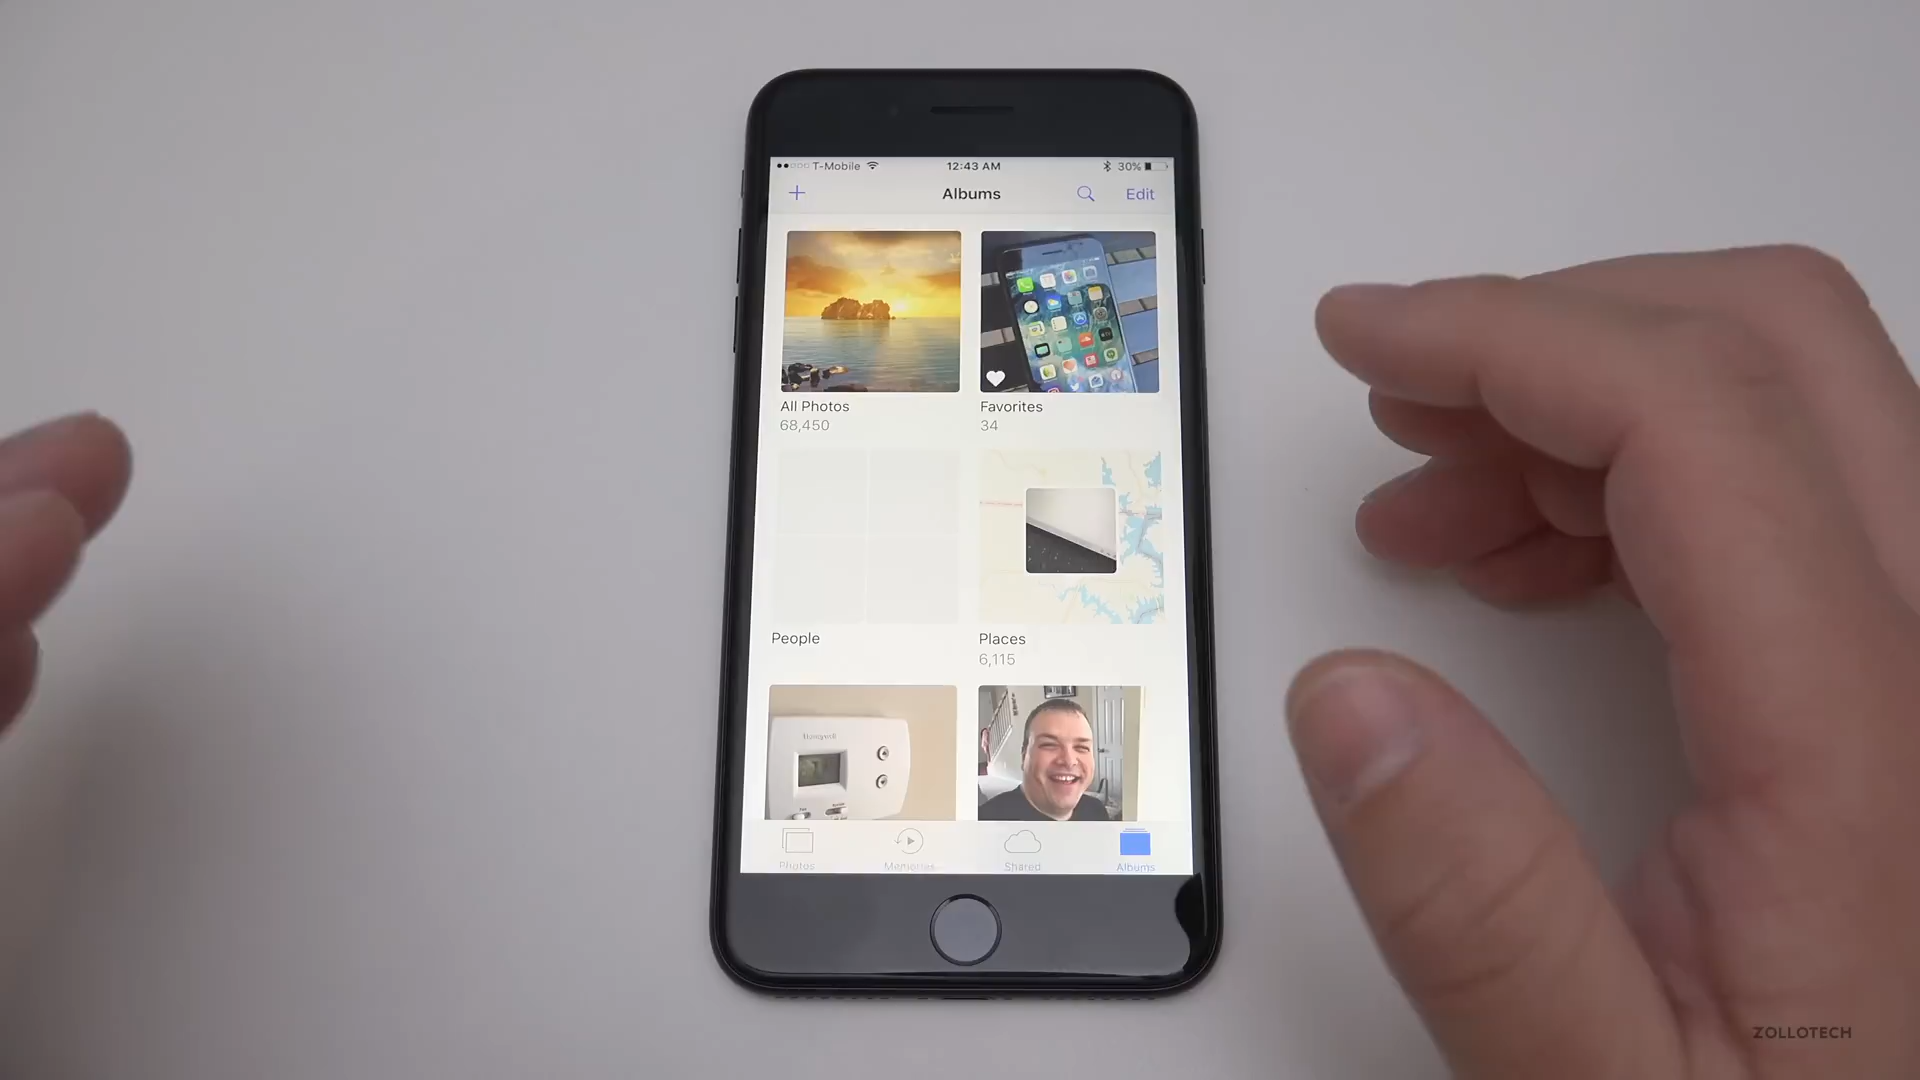 T-Mobile 12:43 AM 30%
+ Albums Edit
All Photos Favorites
68,450 34
People Places
6,115
Honeywell
Photos Memories Shared Albums
ZOLLOTECH